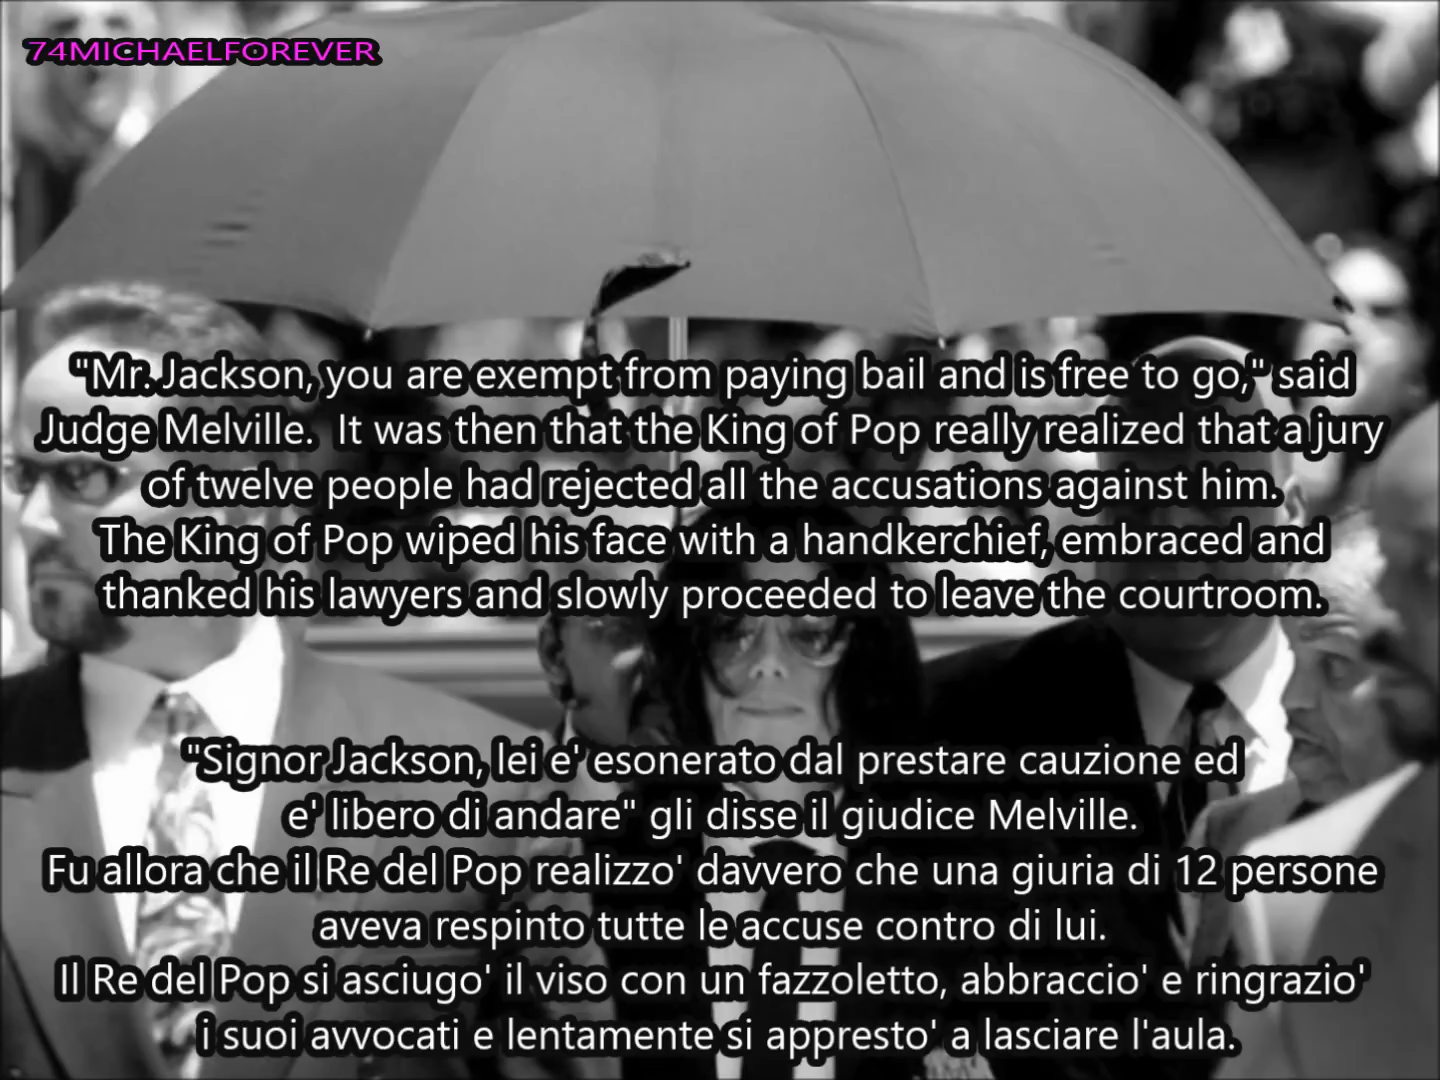 74MICHAELFOREVER
"Mr. Jackson, you are exempt from paying bail and is free to go," said
Judge Melville.  It was then that the King of Pop really realized that a jury
of twelve people had rejected all the accusations against him.
The King of Pop wiped his face with a handkerchief, embraced and
thanked his lawyers and slowly proceeded to leave the courtroom.
"Signor Jackson, lei e' esonerato dal prestare cauzione ed
e' libero di andare" gli disse il giudice Melville.
Fu allora che il Re del Pop realizzo' davvero che una giuria di 12 persone
aveva respinto tutte le accuse contro di lui.
Il Re del Pop si asciugo' il viso con un fazzoletto, abbraccio' e ringrazio'
i suoi avvocati e lentamente si appresto' a lasciare l'aula.